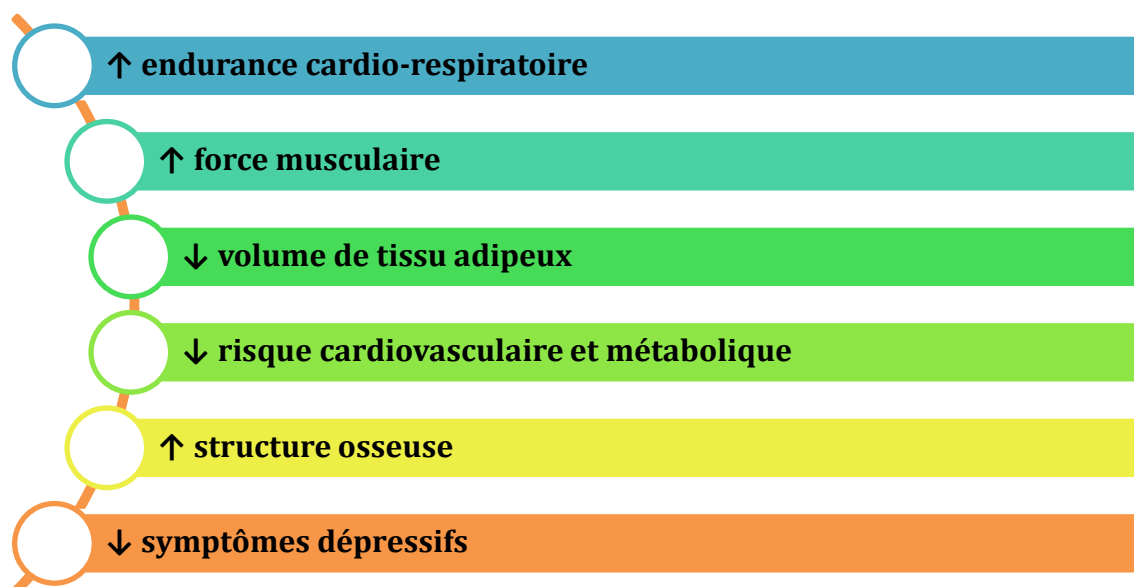 ↑ endurance cardio-respiratoire
↑ force musculaire
↓ volume de tissu adipeux
↓ risque cardiovasculaire et métabolique
↑ structure osseuse
↓ symptômes dépressifs